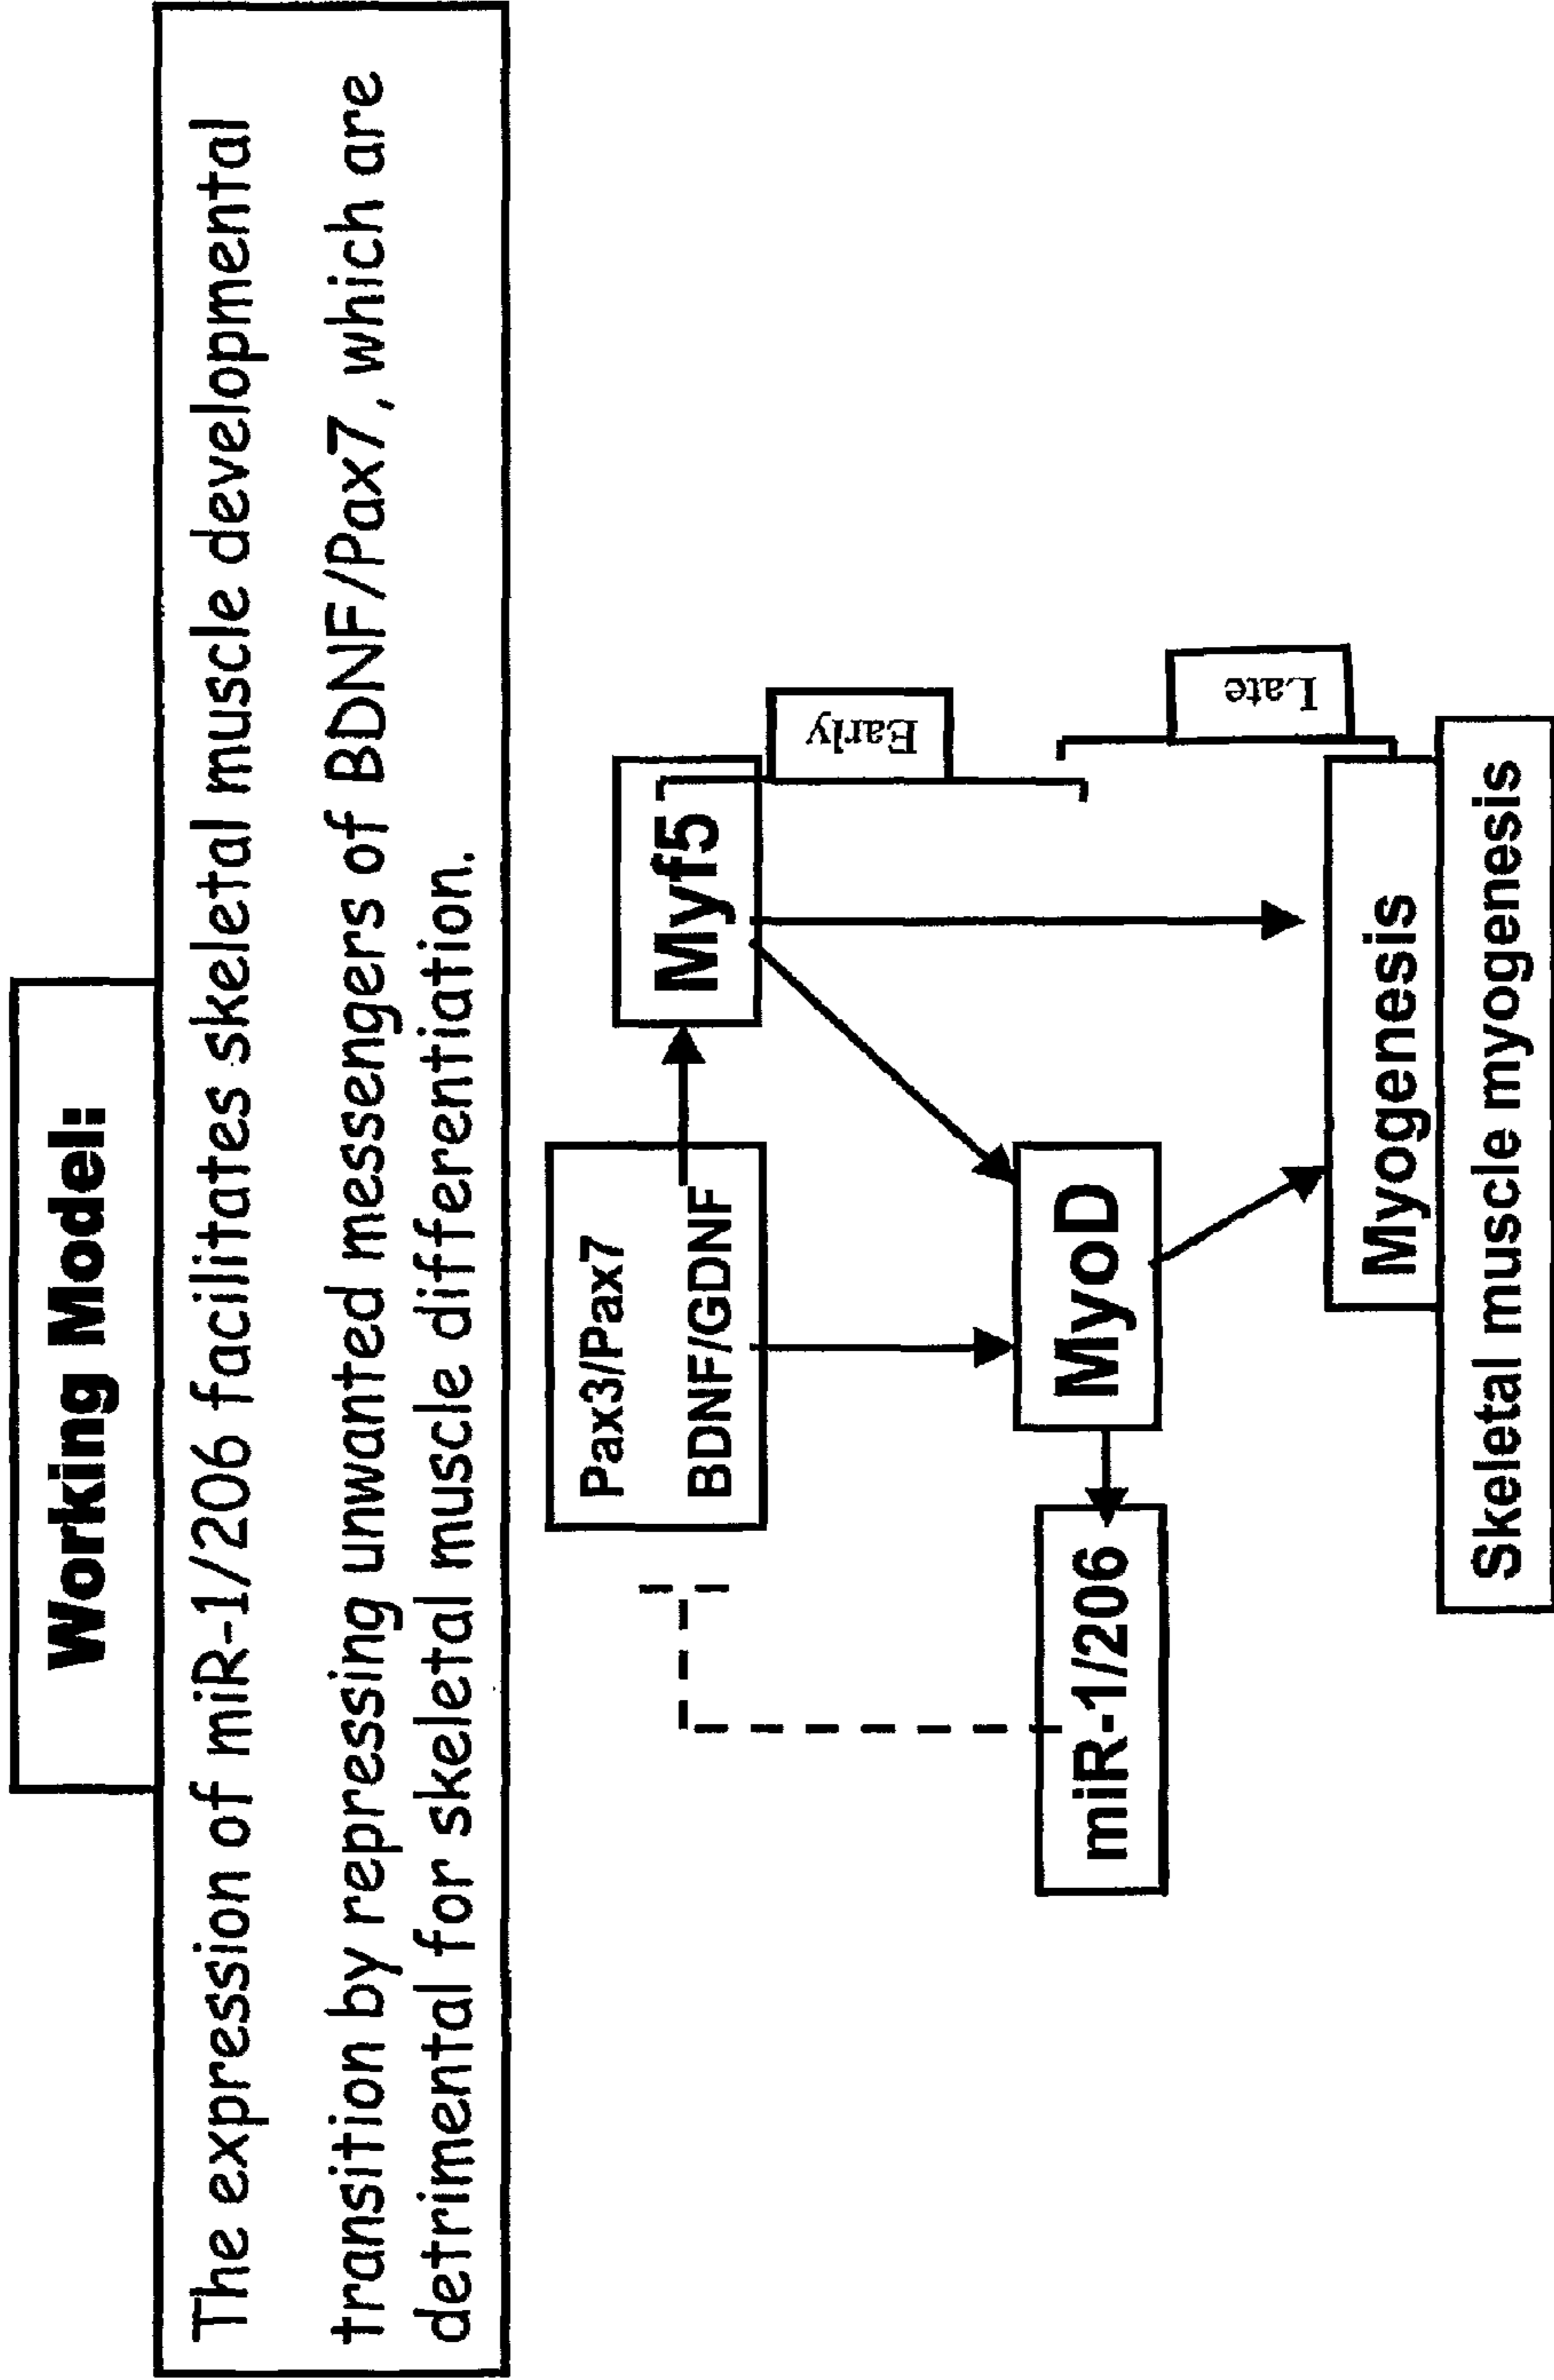 Working Model:
The expression of miR-1/206 facilitates skeletal muscle developmental
transition by repressing unwanted messengers of BDNF/Pax7, which are
detrimental for skeletal muscle differentiation.
Pax3/Pax7
BDNF/GDNF
Myf5
Early
miR-1/206
MyoD
Late
Myogenesis
Skeletal muscle myogenesis